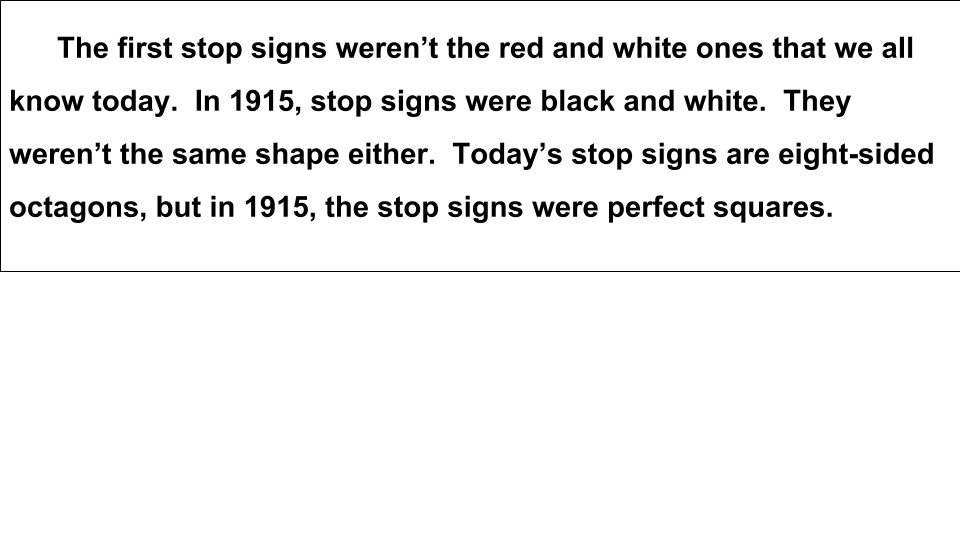 The first stop signs weren’t the red and white ones that we all
know today.  In 1915, stop signs were black and white.  They
weren’t the same shape either.  Today’s stop signs are eight-sided
octagons, but in 1915, the stop signs were perfect squares.